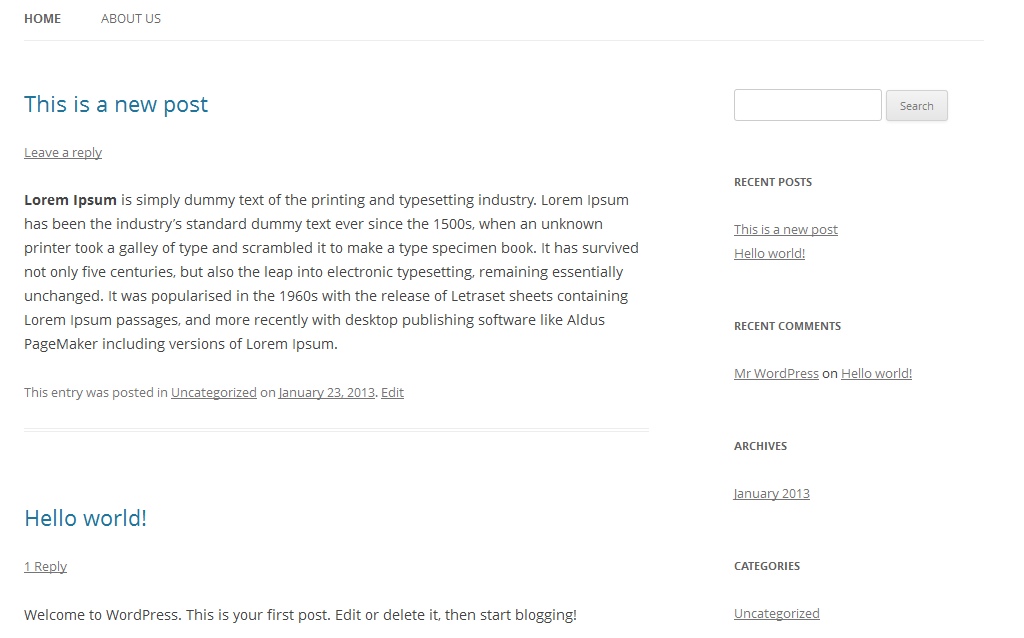 HOME ABOUT US
This is a new post
Leave a reply
Lorem Ipsum is simply dummy text of the printing and typesetting industry. Lorem Ipsum
has been the industry’s standard dummy text ever since the 1500s, when an unknown
printer took a galley of type and scrambled it to make a type specimen book. It has survived
not only five centuries, but also the leap into electronic typesetting, remaining essentially
unchanged. It was popularised in the 1960s with the release of Letraset sheets containing
Lorem Ipsum passages, and more recently with desktop publishing software like Aldus
PageMaker including versions of Lorem Ipsum.
This entry was posted in Uncategorized on January 23, 2013. Edit
Hello world!
1 Reply
Welcome to WordPress. This is your first post. Edit or delete it, then start blogging!
Search
RECENT POSTS
This is a new post
Hello world!
RECENT COMMENTS
Mr WordPress on Hello world!
ARCHIVES
January 2013
CATEGORIES
Uncategorized